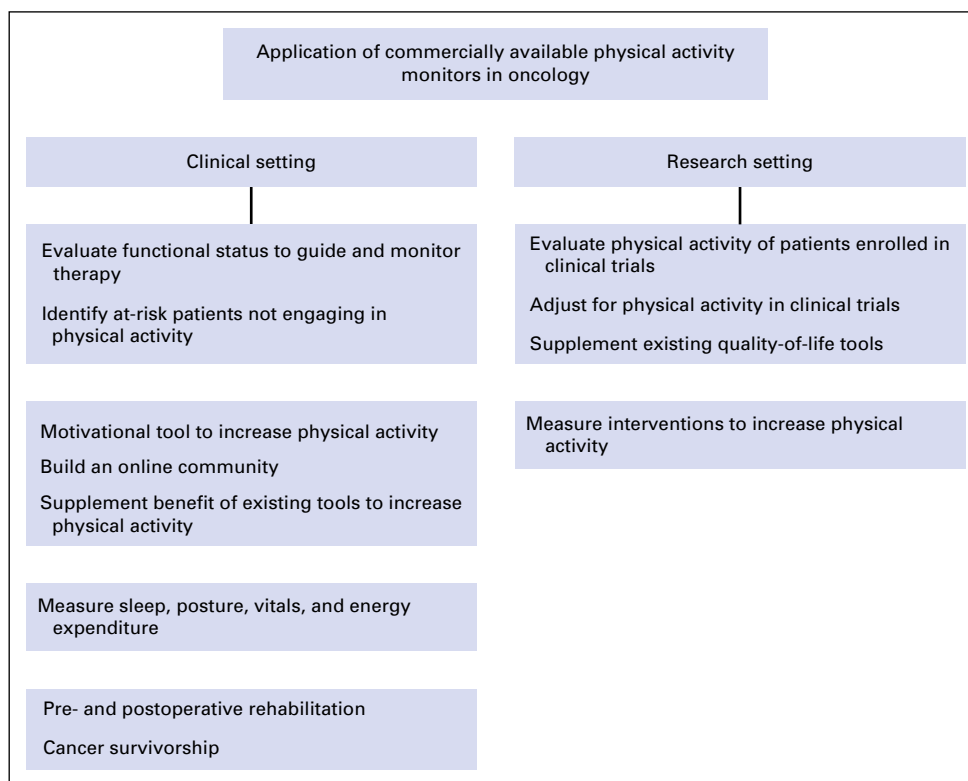 Application of commercially available physical activity
monitors in oncology
Clinical setting
Evaluate functional status to guide and monitor
therapy
Identify at-risk patients not engaging in
physical activity
Motivational tool to increase physical activity
Build an online community
Supplement benefit of existing tools to increase
physical activity
Measure sleep, posture, vitals, and energy
expenditure
Pre- and postoperative rehabilitation
Cancer survivorship
Research setting
Evaluate physical activity of patients enrolled in
clinical trials
Adjust for physical activity in clinical trials
Supplement existing quality-of-life tools
Measure interventions to increase physical
activity